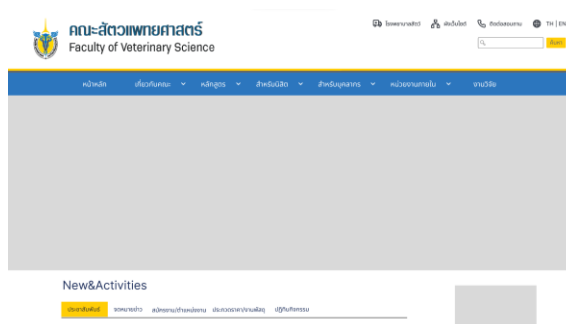 คณะสัตวแพทยศาสตร์
Faculty of Veterinary Science
โรงพยาบาลสัตว์ ผังเว็บไซต์ ติดต่อสอบถาม TH | EN
ค้นหา
หน้าหลัก เกี่ยวกับคณะ หลักสูตร สำหรับนิสิต สำหรับบุคลากร หน่วยงานภายใน งานวิจัย
New&Activities
ประชาสัมพันธ์ จดหมายข่าว สมัครงาน/ตำแหน่งงาน ประกวดราคา/งานพัสดุ ปฏิทินกิจกรรม